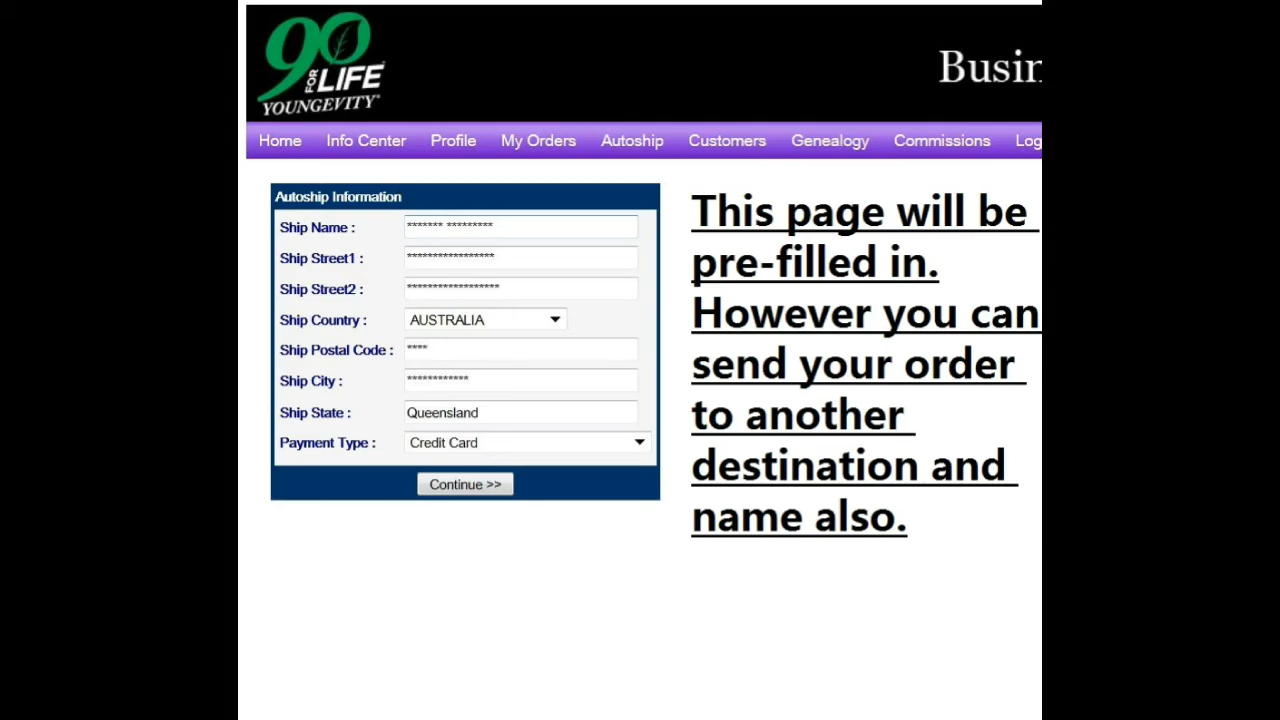 90
FOR LIFE
YOUNGEVITY
Home Info Center Profile My Orders Autoship Customers Genealogy Commissions
Autoship Information
Ship Name : ******* *********
Ship Street1 : *****************
Ship Street2 : ******************
Ship Country : AUSTRALIA
Ship Postal Code : ****
Ship City : ************
Ship State : Queensland
Payment Type : Credit Card
Continue >>
This page will be
pre-filled in.
However you can
send your order
to another
destination and
name also.